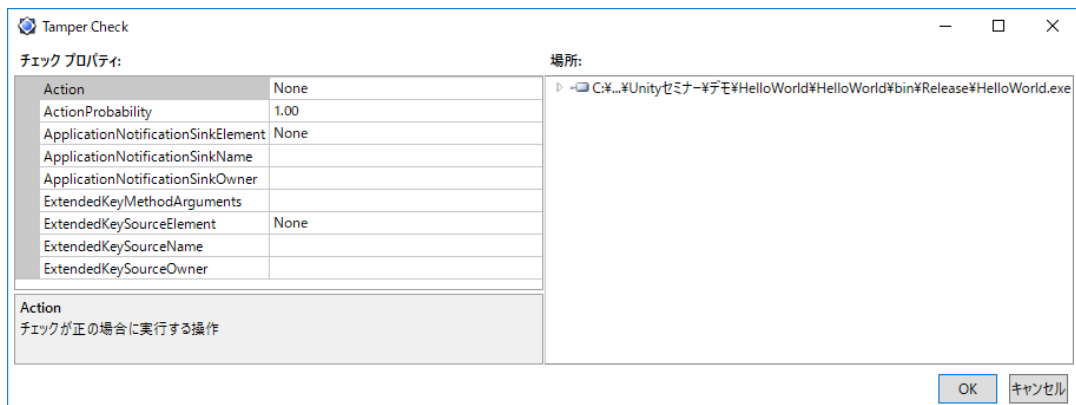 Tamper Check
チェック プロパティ:
Action None
ActionProbability 1.00
ApplicationNotificationSinkElement None
ApplicationNotificationSinkName
ApplicationNotificationSinkOwner
ExtendedKeyMethodArguments
ExtendedKeySourceElement None
ExtendedKeySourceName
ExtendedKeySourceOwner
Action
チェックが正の場合に実行する操作
場所:
C:¥...¥Unityセミナー¥デモ¥HelloWorld¥HelloWorld¥bin¥Release¥HelloWorld.exe
OK キャンセル